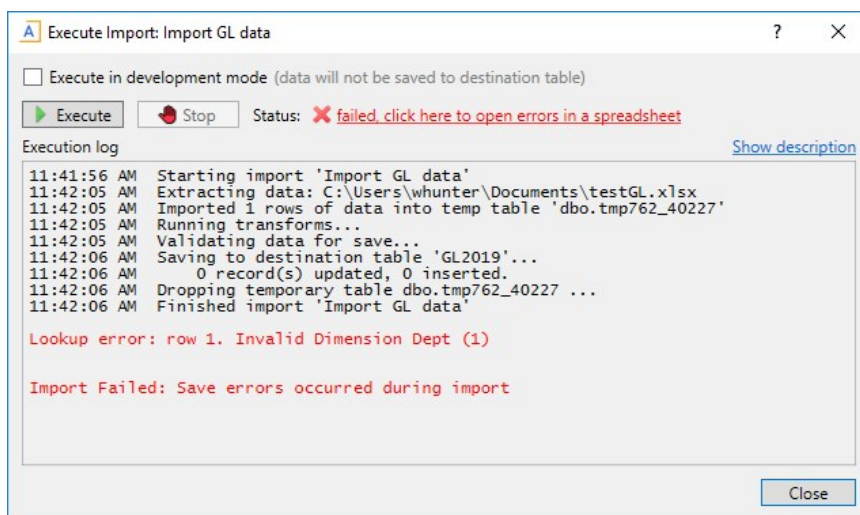 A Execute Import: Import GL data ?
Execute in development mode (data will not be saved to destination table)
Execute Stop Status: failed, click here to open errors in a spreadsheet
Execution log Show description
11:41:56 AM Starting import 'Import GL data'
11:42:05 AM Extracting data: C:\Users\whunter\Documents\testGL.xlsx
11:42:05 AM Imported 1 rows of data into temp table 'dbo.tmp762_40227'
11:42:05 AM Running transforms...
11:42:05 AM Validating data for save...
11:42:06 AM Saving to destination table 'GL2019'...
11:42:06 AM 0 record(s) updated, 0 inserted.
11:42:06 AM Dropping temporary table dbo.tmp762_40227 ...
11:42:06 AM Finished import 'Import GL data'
Lookup error: row 1. Invalid Dimension Dept (1)
Import Failed: Save errors occurred during import
Close